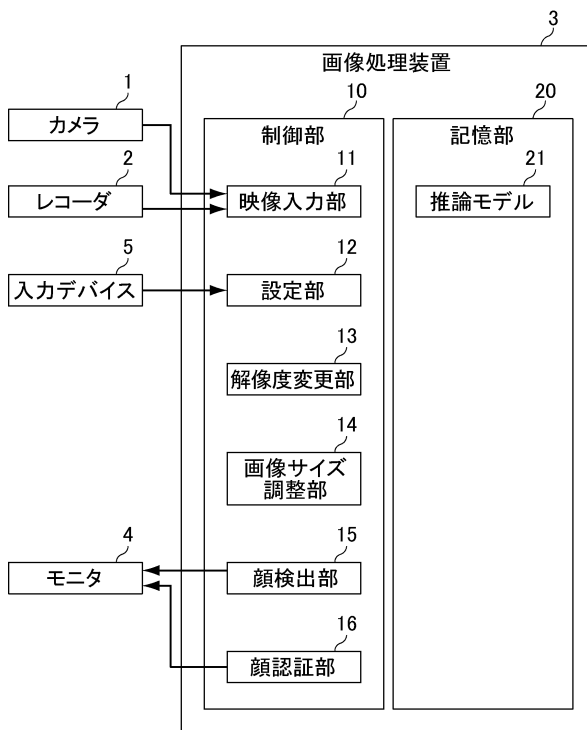 3
画像処理装置
1
カメラ
10
制御部
20
記憶部
2
レコーダ
11
映像入力部
21
推論モデル
5
入力デバイス
12
設定部
13
解像度変更部
14
画像サイズ
調整部
4
モニタ
15
顔検出部
16
顔認証部